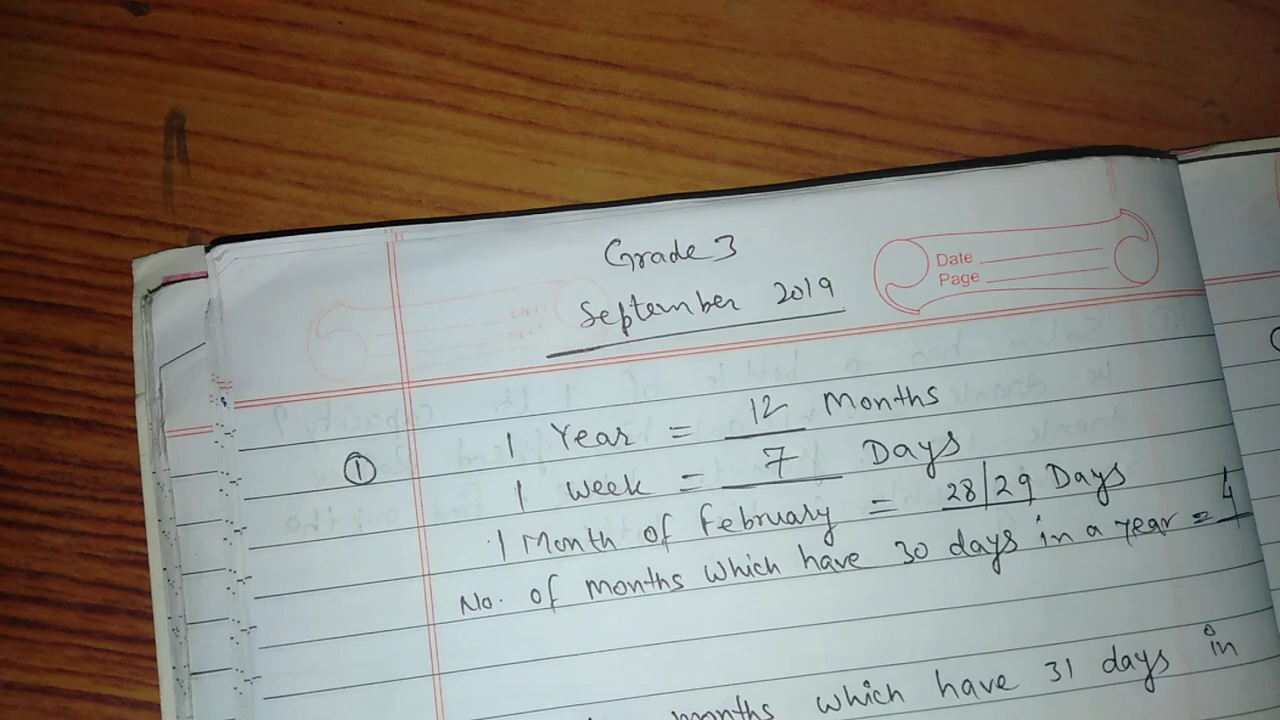 Grade 3
September 2019
Date
Page
① 1 Year = 12 Months
1 Week = 7 Days
1 Month of February = 28/29 Days
No. of months which have 30 days in a year = 4
months which have 31 days in